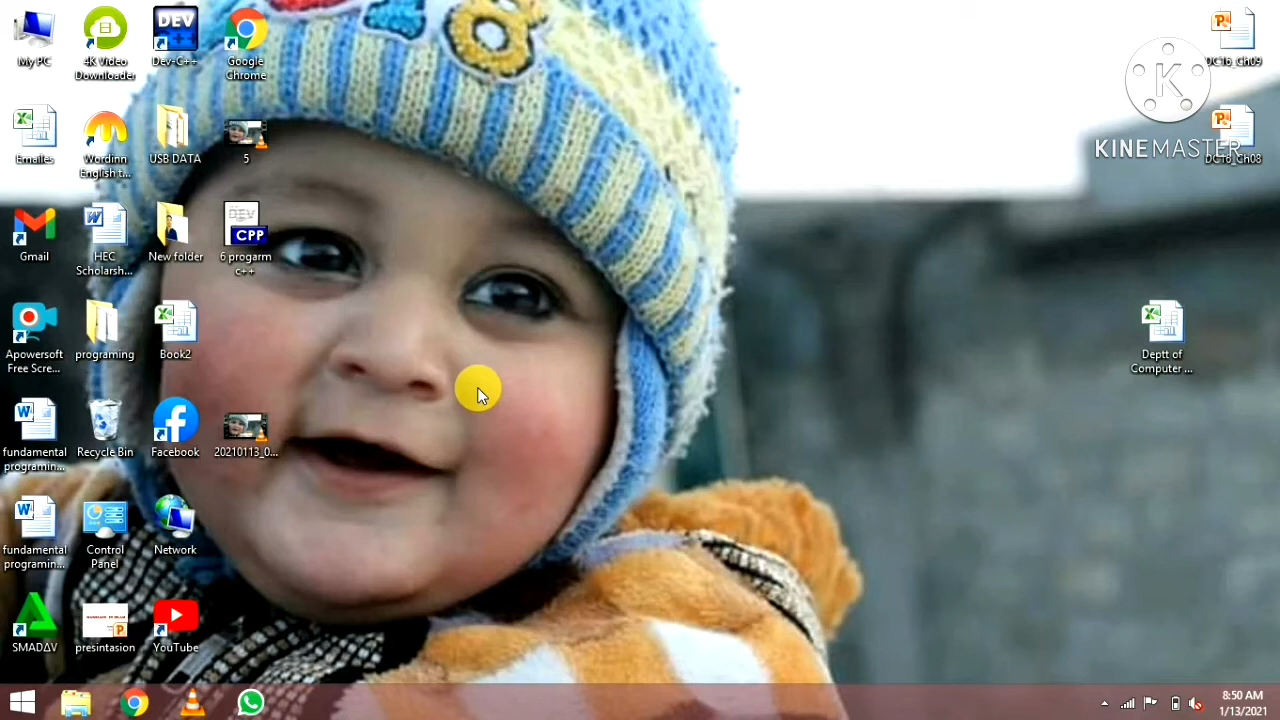 My PC
4K Video
Downloader
DEV
Dev-C++
Google
Chrome
DC16_Ch09
K
KINEMASTER
Emailes
Wordinn
English t...
USB DATA
5
DC16_Ch08
Gmail
HEC
Scholarsh...
New folder
DEV
CPP
6 progarm
c++
Apowersoft
Free Scre...
programing
Book2
Deptt of
Computer ...
fundamental
programin...
Recycle Bin
Facebook
20210113_0...
fundamental
programin...
Control
Panel
Network
SMADΔV
presintasion
YouTube
8:50 AM
1/13/2021